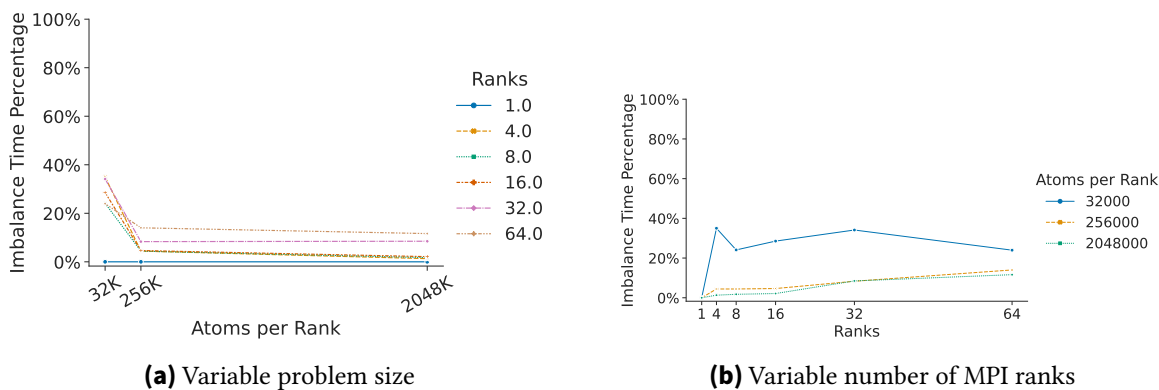 100%
80%
60%
40%
20%
0%
Imbalance Time Percentage
32K
256K
2048K
Atoms per Rank
Ranks
1.0
4.0
8.0
16.0
32.0
64.0
(a) Variable problem size
100%
80%
60%
40%
20%
0%
Imbalance Time Percentage
1 4 8 16 32 64
Ranks
Atoms per Rank
32000
256000
2048000
(b) Variable number of MPI ranks